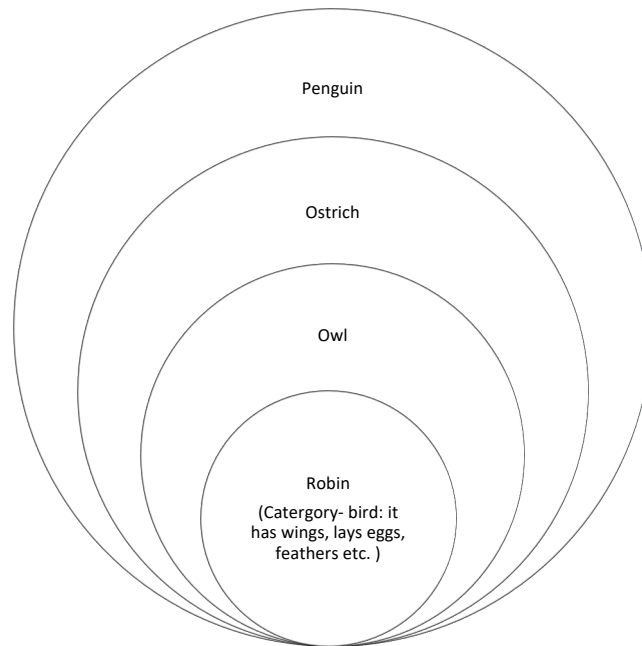 Penguin
Ostrich
Owl
Robin
(Catergory- bird: it
has wings, lays eggs,
feathers etc. )